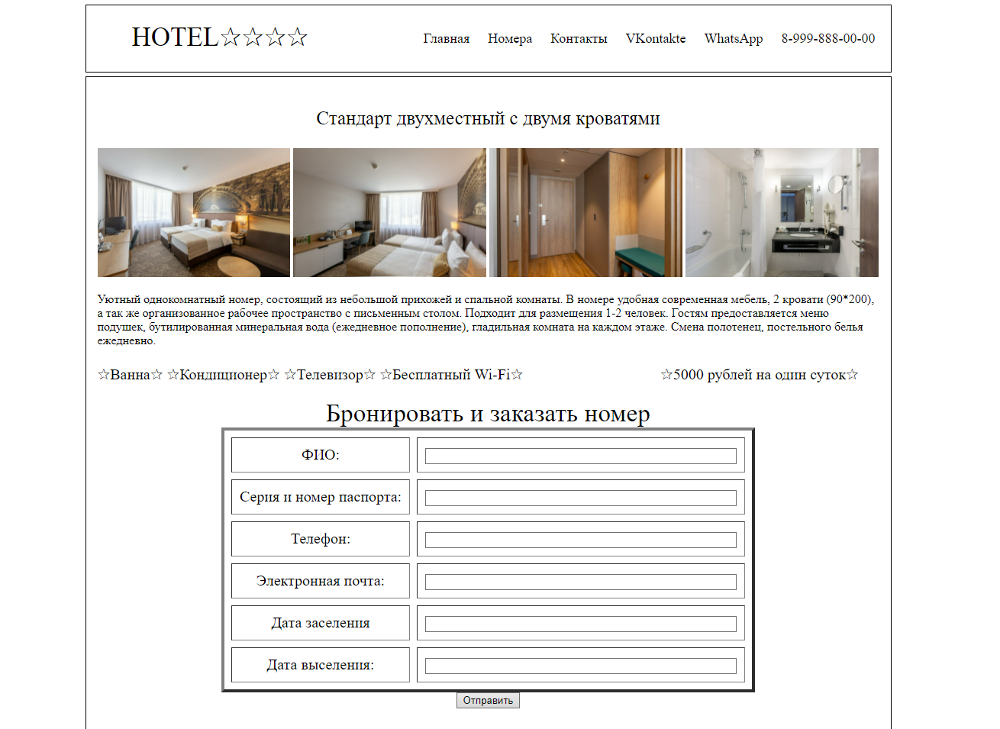 HOTEL☆☆☆☆ Главная Номера Контакты VKontakte WhatsApp 8-999-888-00-00
Стандарт двухместный с двумя кроватями
Уютный однокомнатный номер, состоящий из небольшой прихожей и спальной комнаты. В номере удобная современная мебель, 2 кровати (90*200),
а так же организованное рабочее пространство с письменным столом. Подходит для размещения 1-2 человек. Гостям предоставляется меню
подушек, бутилированная минеральная вода (ежедневное пополнение), гладильная комната на каждом этаже. Смена полотенец, постельного белья
ежедневно.
☆Ванна☆ ☆Кондиционер☆ ☆Телевизор☆ ☆Бесплатный Wi-Fi☆ ☆5000 рублей на один суток☆
Бронировать и заказать номер
ФИО:
Серия и номер паспорта:
Телефон:
Электронная почта:
Дата заселения
Дата выселения:
Отправить